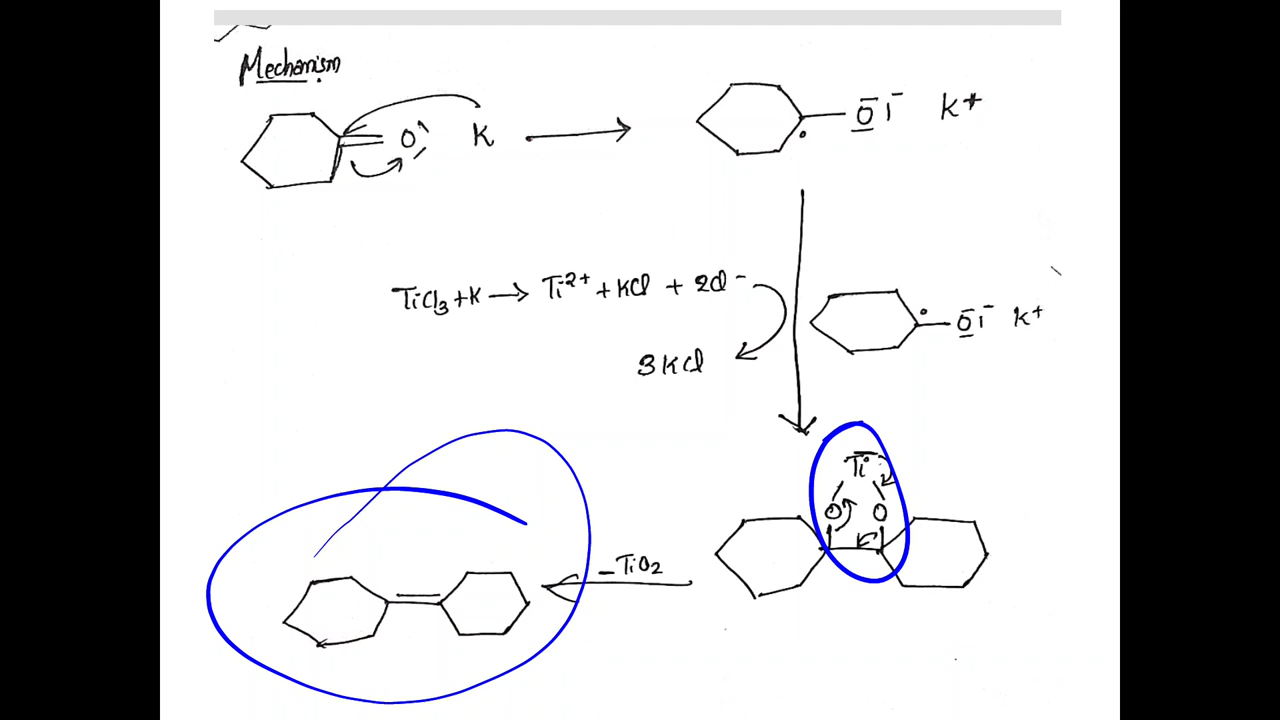 Mechanism
O K ⟶ O⁻ K+
TiCl3 + K ⟶ Ti2+ + KCl + 2Cl-
3KCl
O⁻ K+
Ti
O O
-TiO2